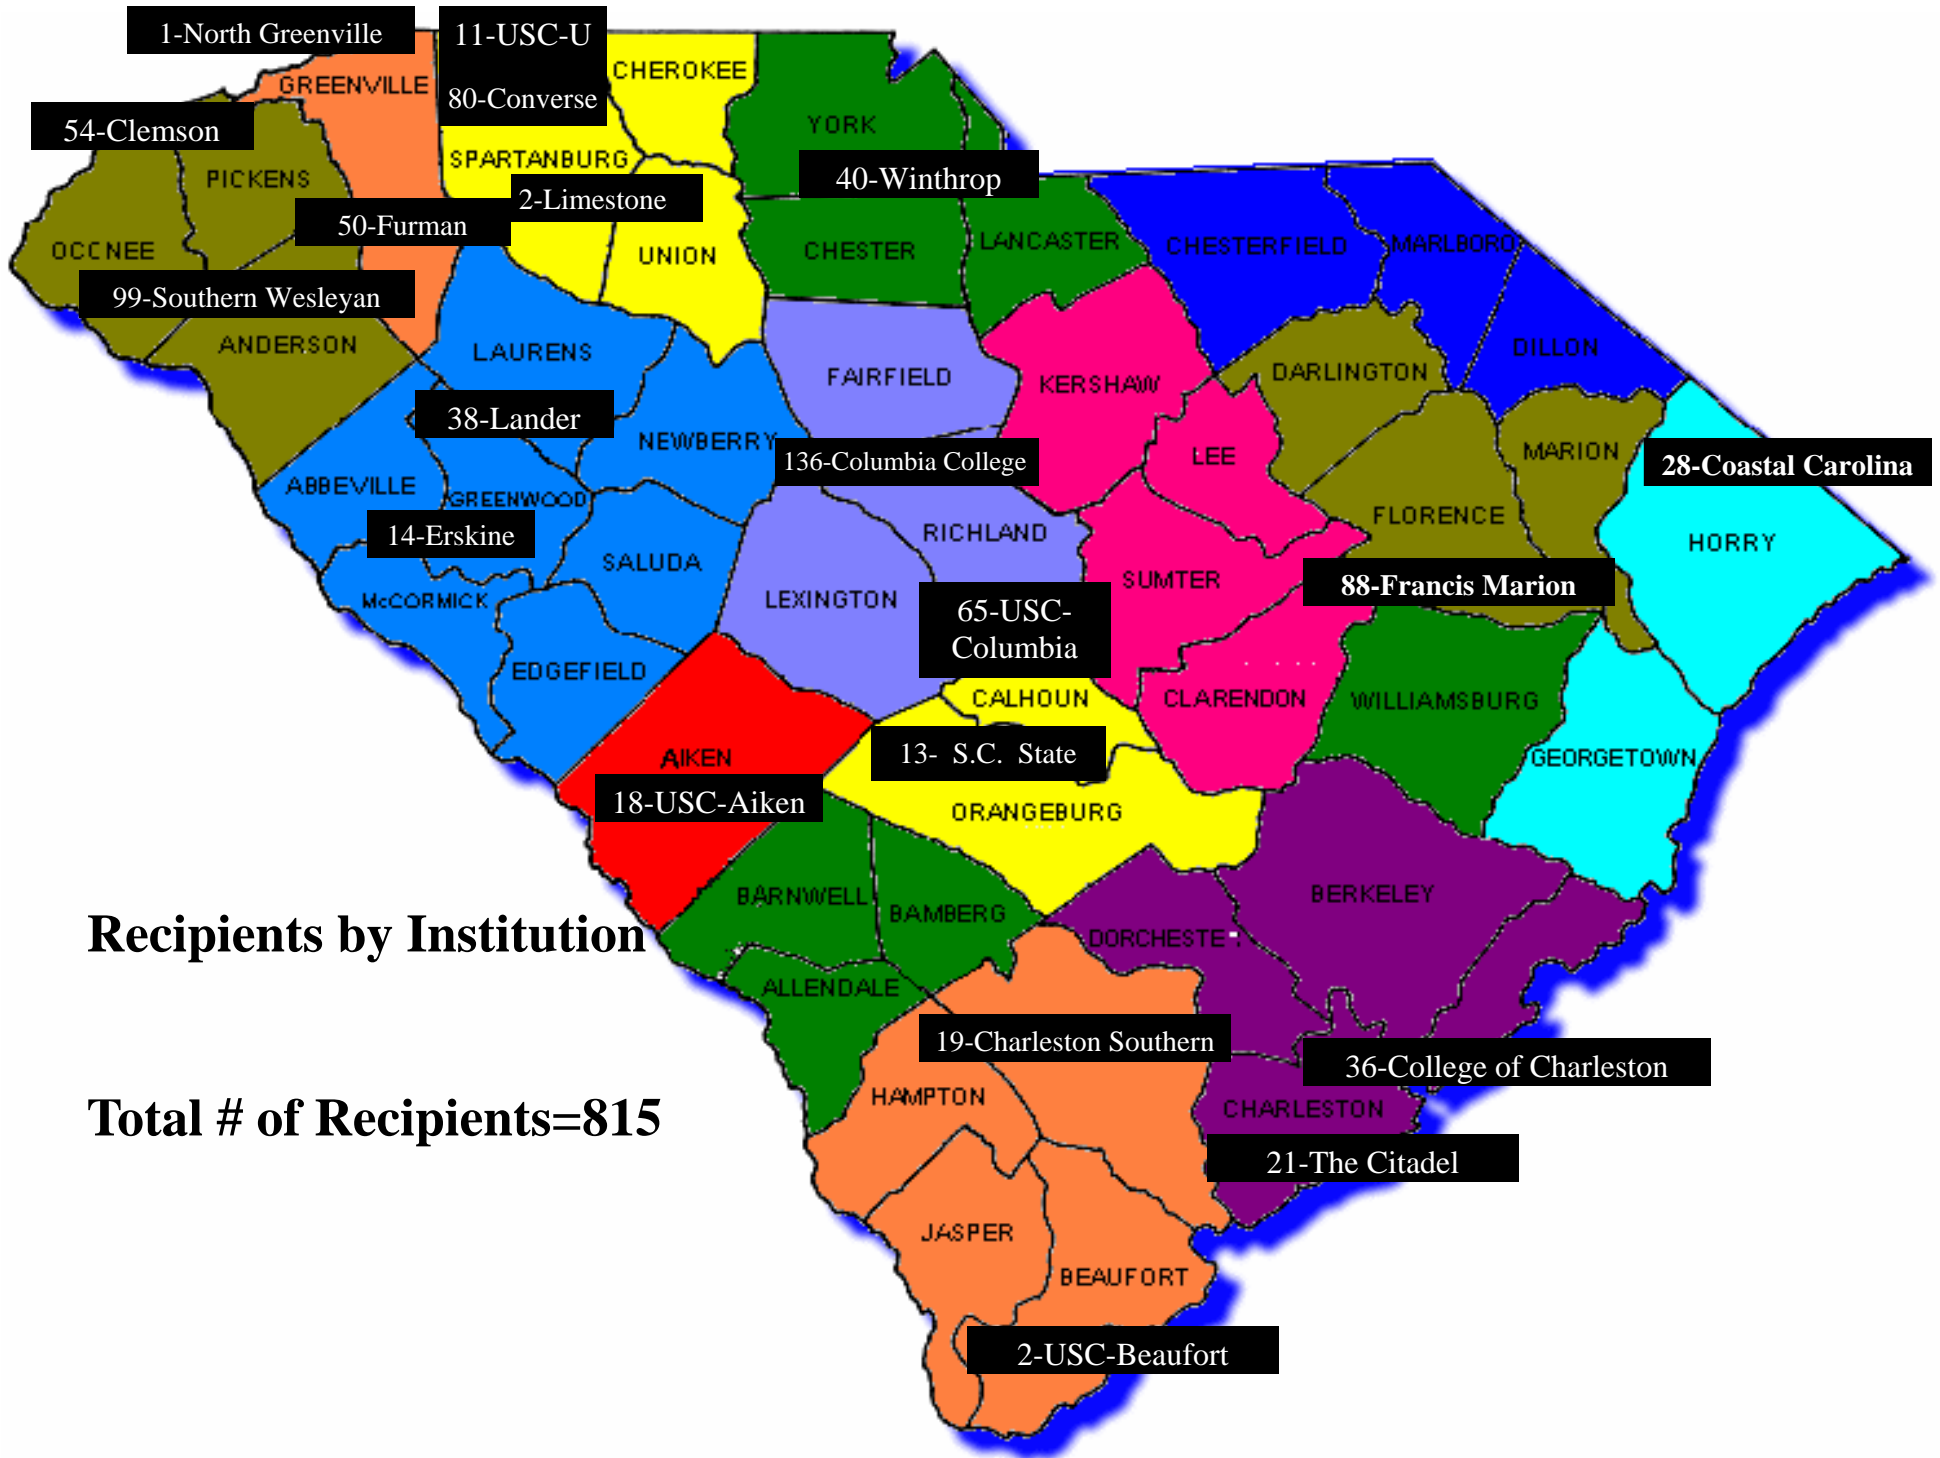 1-North Greenville
11-USC-U
80-Converse
CHEROKEE
GREENVILLE
54-Clemson
YORK
SPARTANBURG
PICKENS
40-Winthrop
2-Limestone
50-Furman
OCONEE
UNION
CHESTER
LANCASTER
CHESTERFIELD
MARLBORO
99-Southern Wesleyan
ANDERSON
LAURENS
FAIRFIELD
KERSHAW
DARLINGTON
DILLON
38-Lander
NEWBERRY
136-Columbia College
LEE
MARION
28-Coastal Carolina
ABBEVILLE
GREENWOOD
14-Erskine
RICHLAND
FLORENCE
HORRY
SALUDA
McCORMICK
LEXINGTON
SUMTER
88-Francis Marion
65-USC-
Columbia
EDGEFIELD
CALHOUN
CLARENDON
WILLIAMSBURG
AIKEN
13- S.C. State
GEORGETOWN
18-USC-Aiken
ORANGEBURG
BARNWELL
BAMBERG
BERKELEY
Recipients by Institution
DORCHESTE
ALLENDALE
19-Charleston Southern
36-College of Charleston
HAMPTON
CHARLESTON
Total # of Recipients=815
21-The Citadel
JASPER
BEAUFORT
2-USC-Beaufort